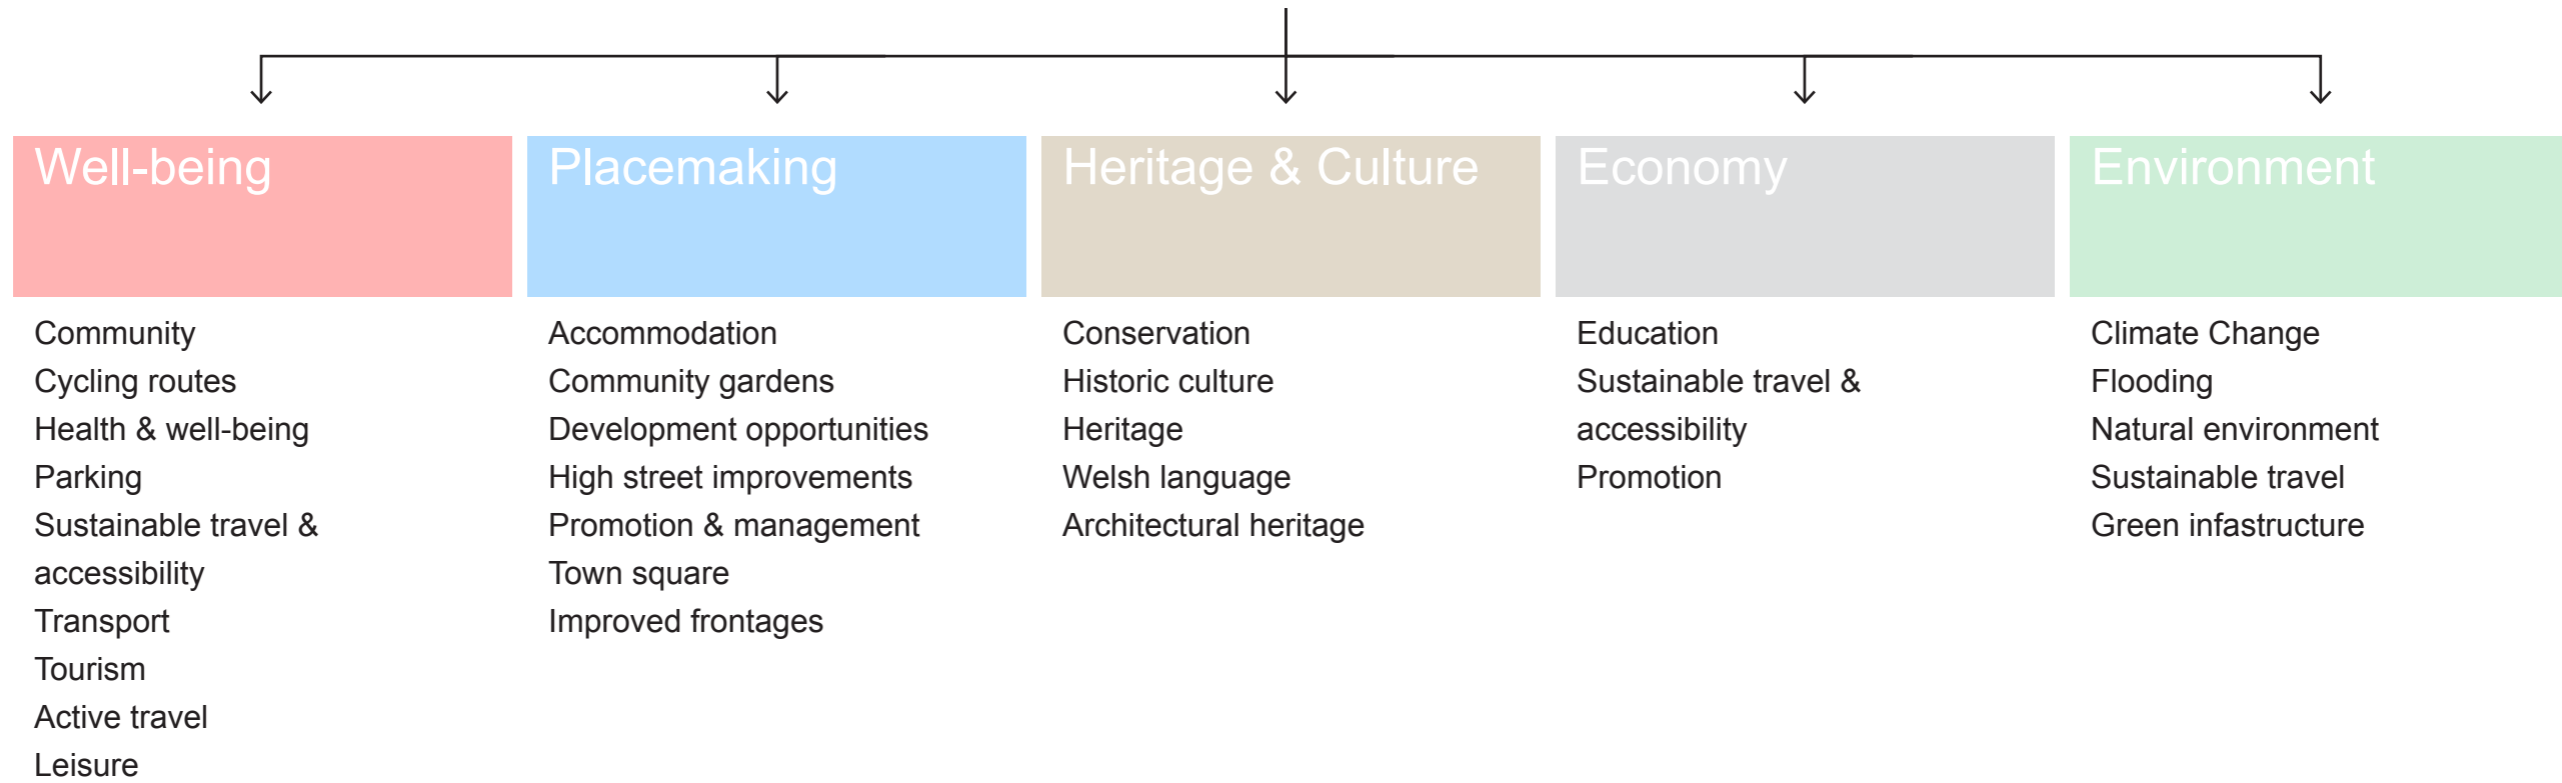 Well-being
Community
Cycling routes
Health & well-being
Parking
Sustainable travel &
accessibility
Transport
Tourism
Active travel
Leisure
Placemaking
Accommodation
Community gardens
Development opportunities
High street improvements
Promotion & management
Town square
Improved frontages
Heritage & Culture
Conservation
Historic culture
Heritage
Welsh language
Architectural heritage
Economy
Education
Sustainable travel &
accessibility
Promotion
Environment
Climate Change
Flooding
Natural environment
Sustainable travel
Green infastructure